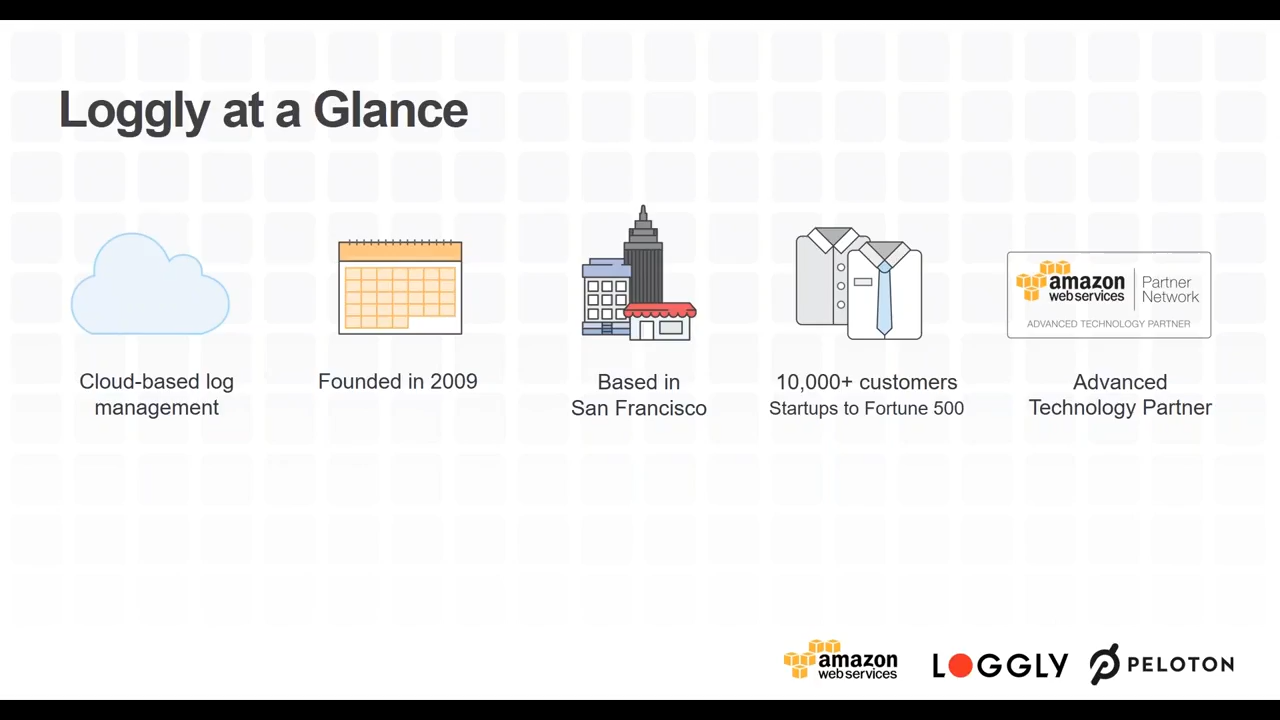 Loggly at a Glance
amazon
web services
Partner
Network
ADVANCED TECHNOLOGY PARTNER
Cloud-based log
management
Founded in 2009
Based in
San Francisco
10,000+ customers
Startups to Fortune 500
Advanced
Technology Partner
amazon
web services
LOGGLY
PELOTON